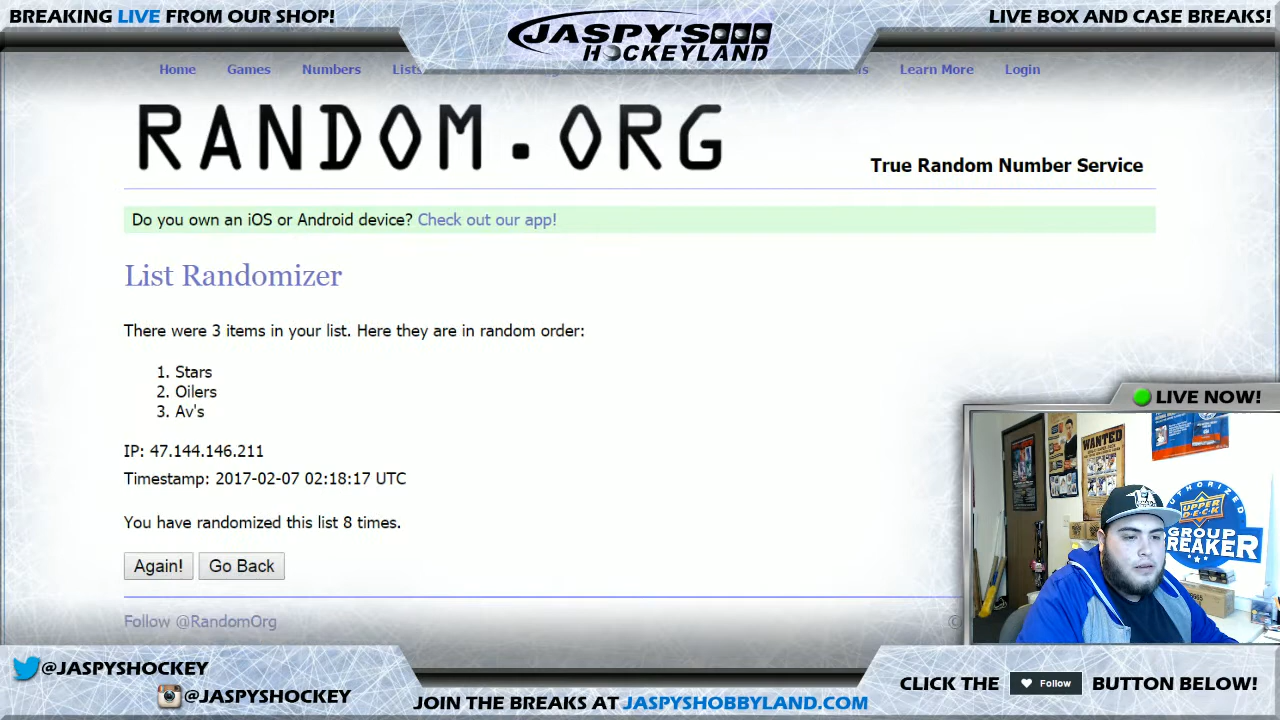 BREAKING LIVE FROM OUR SHOP!
JASPY'S
HOCKEYLAND
LIVE BOX AND CASE BREAKS!
Home Games Numbers Lists Learn More Login
RANDOM.ORG
True Random Number Service
Do you own an iOS or Android device? Check out our app!
List Randomizer
There were 3 items in your list. Here they are in random order:
1. Stars
2. Oilers
3. Av's
IP: 47.144.146.211
Timestamp: 2017-02-07 02:18:17 UTC
You have randomized this list 8 times.
Again! Go Back
LIVE NOW!
WANTED
AUTHORIZED
UPPER DECK
GROUP
BREAKER
Follow @RandomOrg
©
@JASPYSHOCKEY
@JASPYSHOCKEY
JOIN THE BREAKS AT JASPYSHOBBYLAND.COM
CLICK THE Follow BUTTON BELOW!